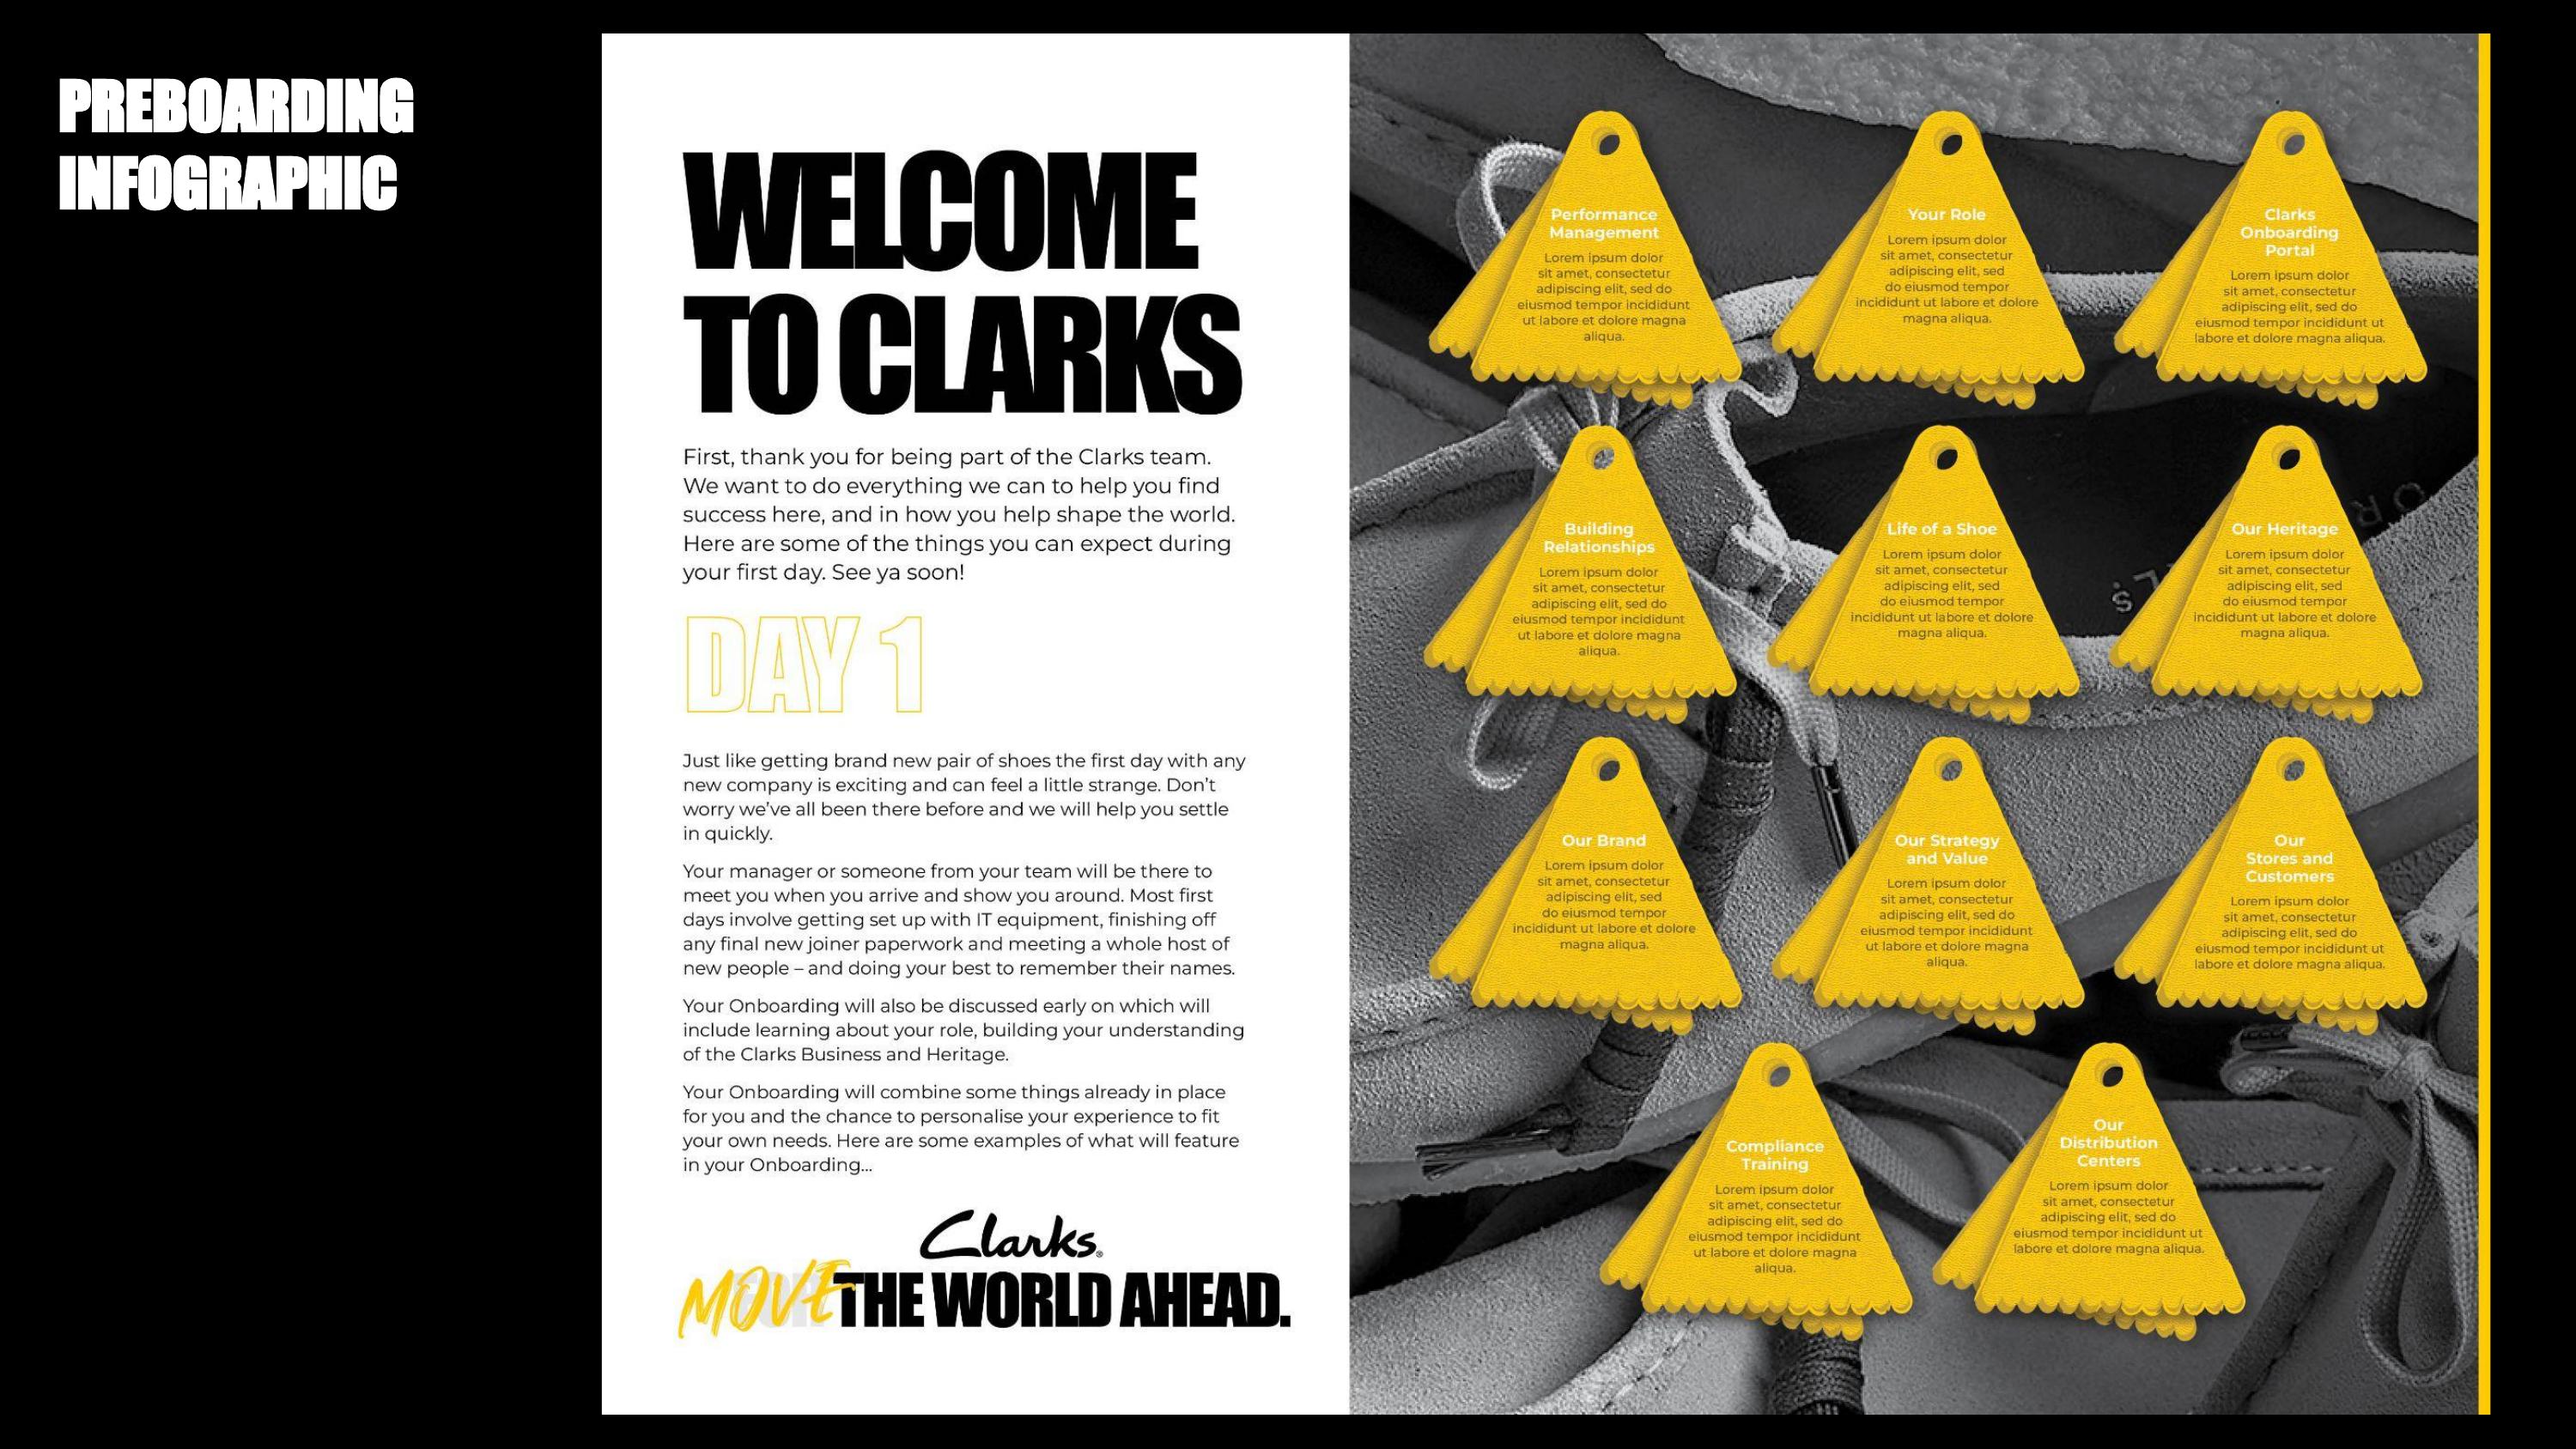 PREBOARDING
INFOGRAPHIC
WELCOME
TO CLARKS
First, thank you for being part of the Clarks team.
We want to do everything we can to help you find
success here, and in how you help shape the world.
Here are some of the things you can expect during
your first day. See ya soon!
DAY 1
Just like getting brand new pair of shoes the first day with any
new company is exciting and can feel a little strange. Don’t
worry we’ve all been there before and we will help you settle
in quickly.
Your manager or someone from your team will be there to
meet you when you arrive and show you around. Most first
days involve getting set up with IT equipment, finishing off
any final new joiner paperwork and meeting a whole host of
new people – and doing your best to remember their names.
Your Onboarding will also be discussed early on which will
include learning about your role, building your understanding
of the Clarks Business and Heritage.
Your Onboarding will combine some things already in place
for you and the chance to personalise your experience to fit
your own needs. Here are some examples of what will feature
in your Onboarding...
Clarks®
MOVE THE WORLD AHEAD.
Performance
Management
Lorem ipsum dolor
sit amet, consectetur
adipiscing elit, sed do
eiusmod tempor incididunt
ut labore et dolore magna
aliqua.
Your Role
Lorem ipsum dolor
sit amet, consectetur
adipiscing elit, sed
do eiusmod tempor
incididunt ut labore et dolore
magna aliqua.
Clarks
Onboarding
Portal
Lorem ipsum dolor
sit amet, consectetur
adipiscing elit, sed do
eiusmod tempor incididunt ut
labore et dolore magna aliqua.
Building
Relationships
Lorem ipsum dolor
sit amet, consectetur
adipiscing elit, sed do
eiusmod tempor incididunt
ut labore et dolore magna
aliqua.
Life of a Shoe
Lorem ipsum dolor
sit amet, consectetur
adipiscing elit, sed
do eiusmod tempor
incididunt ut labore et dolore
magna aliqua.
Our Heritage
Lorem ipsum dolor
sit amet, consectetur
adipiscing elit, sed
do eiusmod tempor
incididunt ut labore et dolore
magna aliqua.
Our Brand
Lorem ipsum dolor
sit amet, consectetur
adipiscing elit, sed
do eiusmod tempor
incididunt ut labore et dolore
magna aliqua.
Our Strategy
and Value
Lorem ipsum dolor
sit amet, consectetur
adipiscing elit, sed do
eiusmod tempor incididunt
ut labore et dolore magna
aliqua.
Our
Stores and
Customers
Lorem ipsum dolor
sit amet, consectetur
adipiscing elit, sed do
eiusmod tempor incididunt ut
labore et dolore magna aliqua.
Compliance
Training
Lorem ipsum dolor
sit amet, consectetur
adipiscing elit, sed do
eiusmod tempor incididunt
ut labore et dolore magna
aliqua.
Our
Distribution
Centers
Lorem ipsum dolor
sit amet, consectetur
adipiscing elit, sed do
eiusmod tempor incididunt ut
labore et dolore magna aliqua.